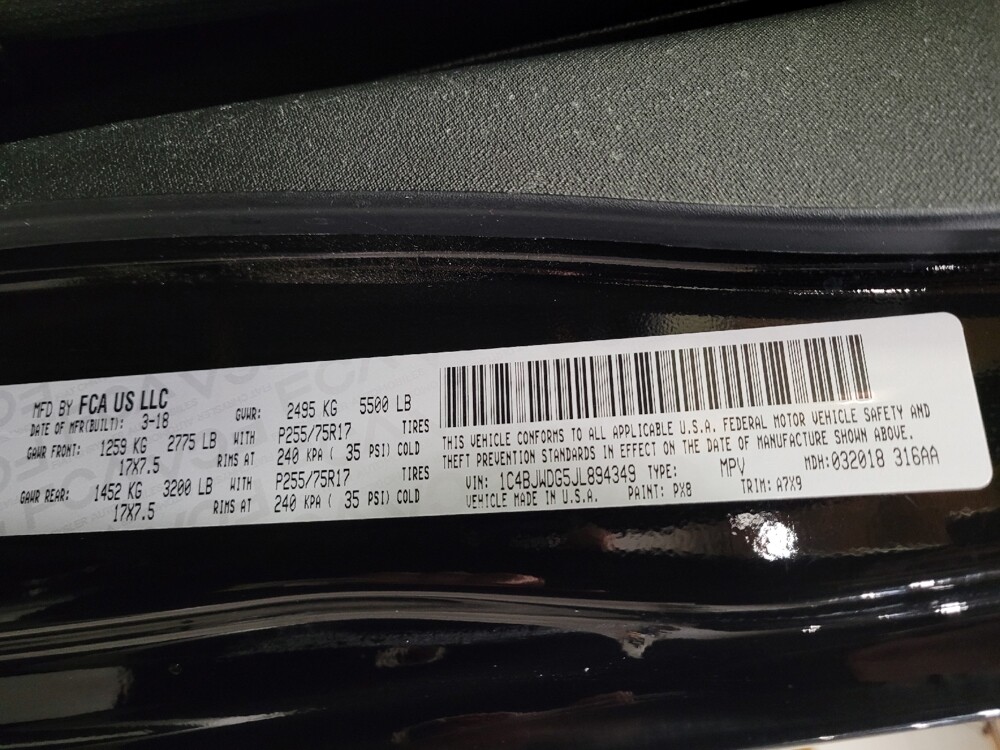 MFD BY FCA US LLC
DATE OF MFR(BUILT): 3-18 GVWR: 2495 KG 5500 LB
GAWR FRONT: 1259 KG 2775 LB WITH P255/75R17 TIRES
17X7.5 RIMS AT 240 KPA ( 35 PSI) COLD
GAWR REAR: 1452 KG 3200 LB WITH P255/75R17 TIRES
17X7.5 RIMS AT 240 KPA ( 35 PSI) COLD
THIS VEHICLE CONFORMS TO ALL APPLICABLE U.S.A. FEDERAL MOTOR VEHICLE SAFETY AND
THEFT PREVENTION STANDARDS IN EFFECT ON THE DATE OF MANUFACTURE SHOWN ABOVE.
VIN: 1C4BJWDG5JL894349 TYPE: MPV MDH:032018 316AA
VEHICLE MADE IN U.S.A. PAINT: PX8 TRIM: A7X9